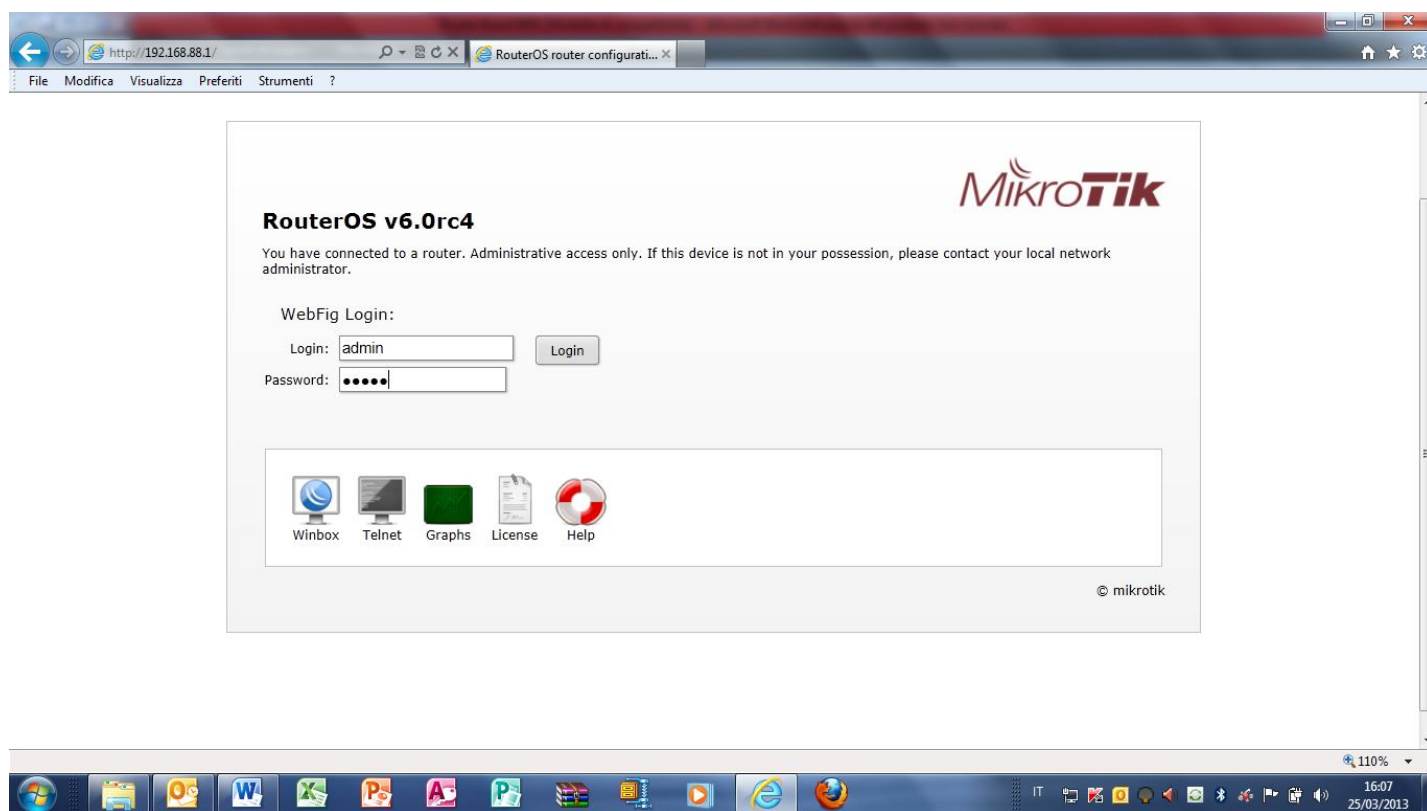 http://192.168.88.1/
RouterOS router configurati...
File Modifica Visualizza Preferiti Strumenti ?
MikroTik
RouterOS v6.0rc4
You have connected to a router. Administrative access only. If this device is not in your possession, please contact your local network
administrator.
WebFig Login:
Login: admin
Login
Password: •••••
Winbox Telnet Graphs License Help
© mikrotik
110%
IT
16:07
25/03/2013